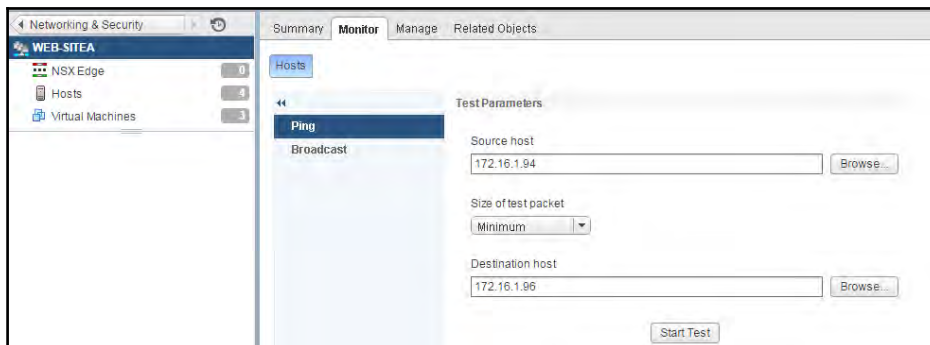 Networking & Security
WEB-SITEA
NSX Edge 0
Hosts 4
Virtual Machines 3
Summary Monitor Manage Related Objects
Hosts
Ping
Broadcast
Test Parameters
Source host
172.16.1.94 Browse...
Size of test packet
Minimum
Destination host
172.16.1.96 Browse...
Start Test